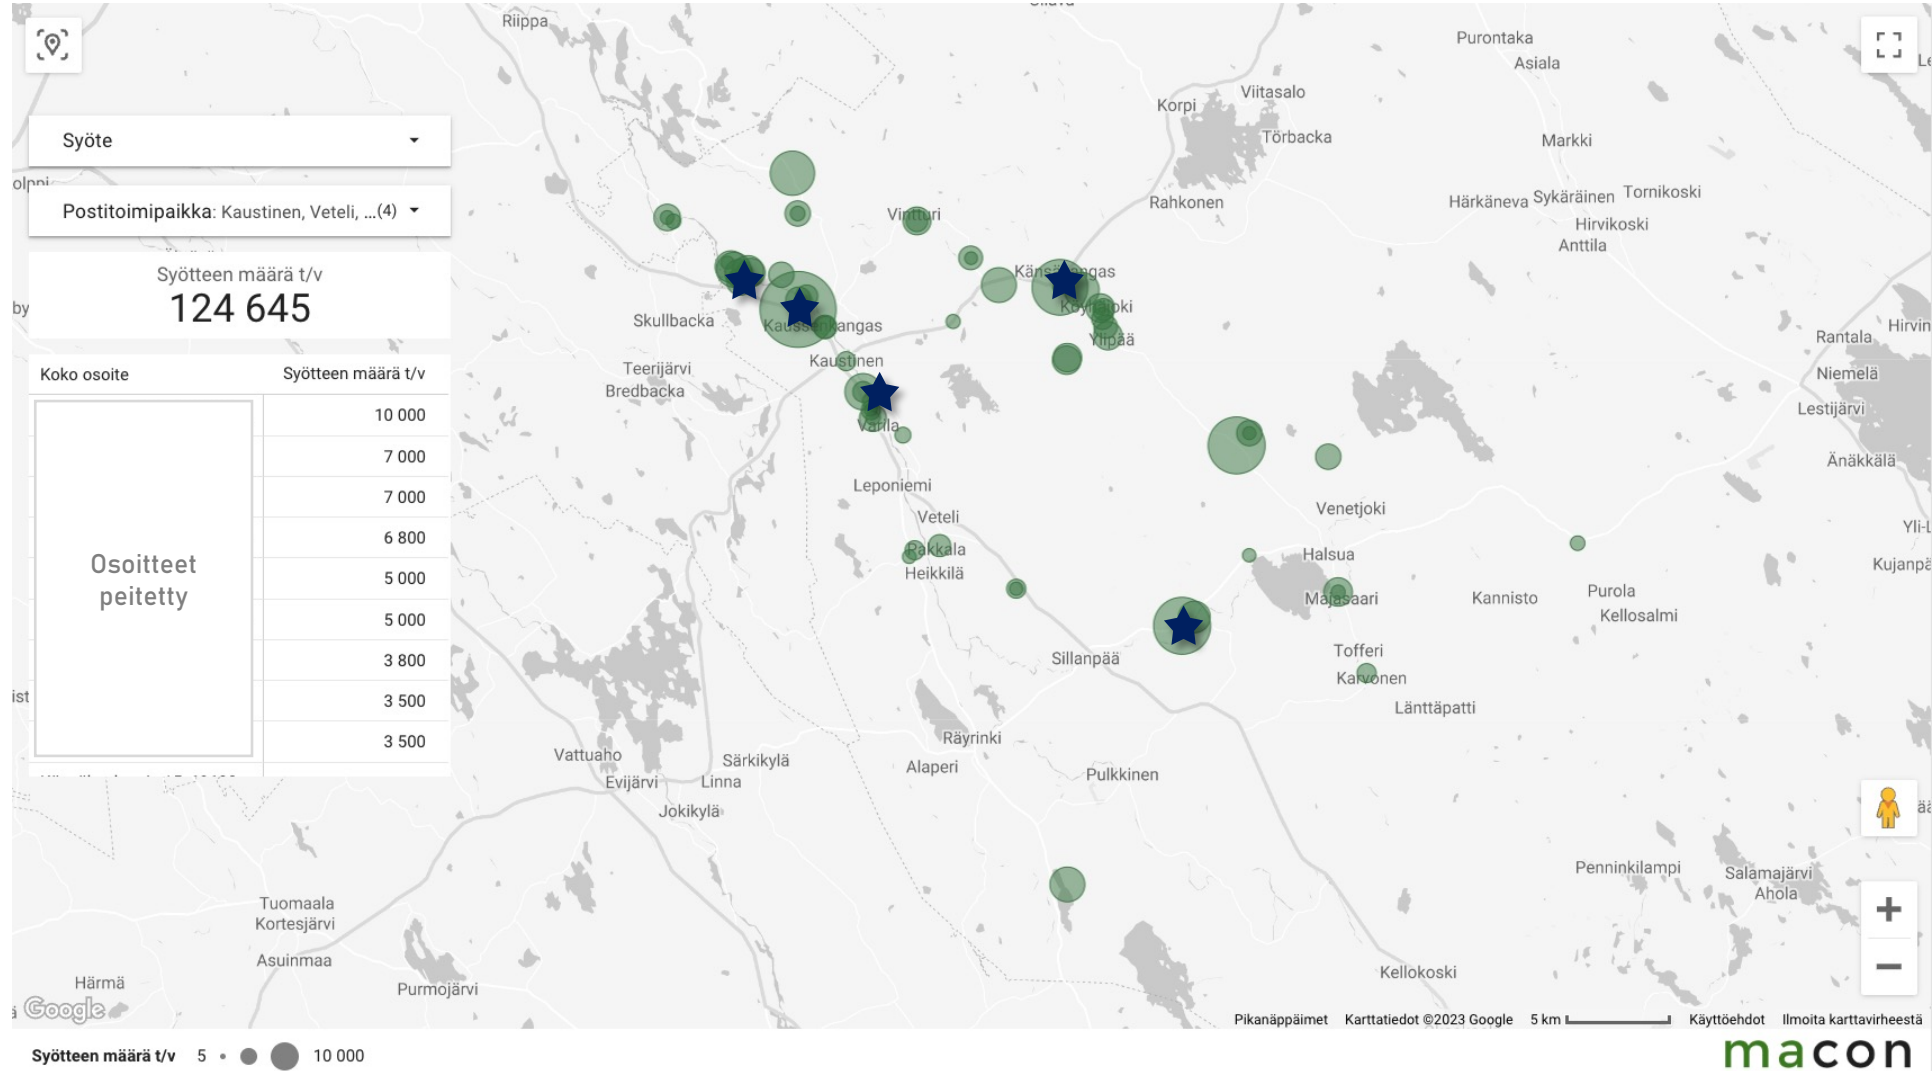 Riippa
Purontaka
Asiala
Korpi
Viitasalo
Törbacka
Markki
Syöte
Postitoimipaikka: Kaustinen, Veteli, ...(4)
Vintturi
Rahkonen
Härkäneva
Sykäräinen
Tornikoski
Hirvikoski
Anttila
Syötteen määrä t/v
124 645
Skullbacka
Kaustinen
Ylipää
Rantala
Niemelä
Lestijärvi
Änäkkälä
Teerijärvi
Bredbacka
Koko osoite
Syötteen määrä t/v
10 000
7 000
7 000
6 800
5 000
5 000
3 800
3 500
3 500
Osoitteet
peitetty
Värila
Leponiemi
Veteli
Pakkala
Heikkilä
Venetjoki
Halsua
Majasaari
Kannisto
Purola
Kellosalmi
Sillanpää
Tofferi
Karvonen
Länttäpatti
Räyrinki
Alaperi
Pulkkinen
Vattuaho
Särkikylä
Evijärvi
Linna
Jokikylä
Penninkilampi
Salamajärvi
Ahola
Tuomaala
Kortesjärvi
Asuinmaa
Härmä
Purmojärvi
Kellokoski
Google
Pikanäppäimet
Karttatiedot ©2023 Google
5 km
Käyttöehdot
Ilmoita karttavirheestä
Syötteen määrä t/v 5 10 000
macon